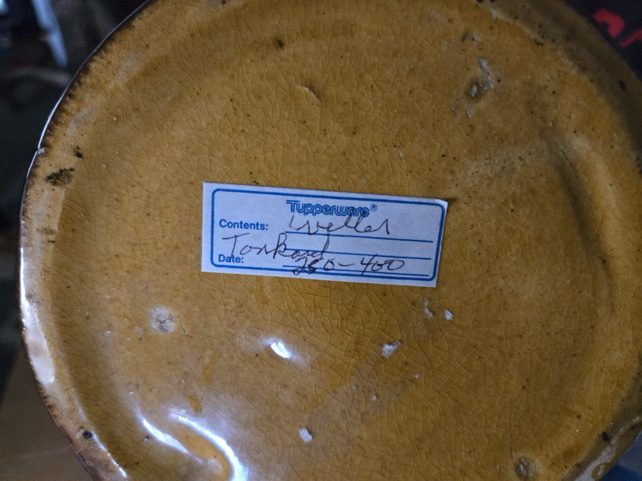 Tupperware®
Contents: Weller
Tonkard
Date: 250-400